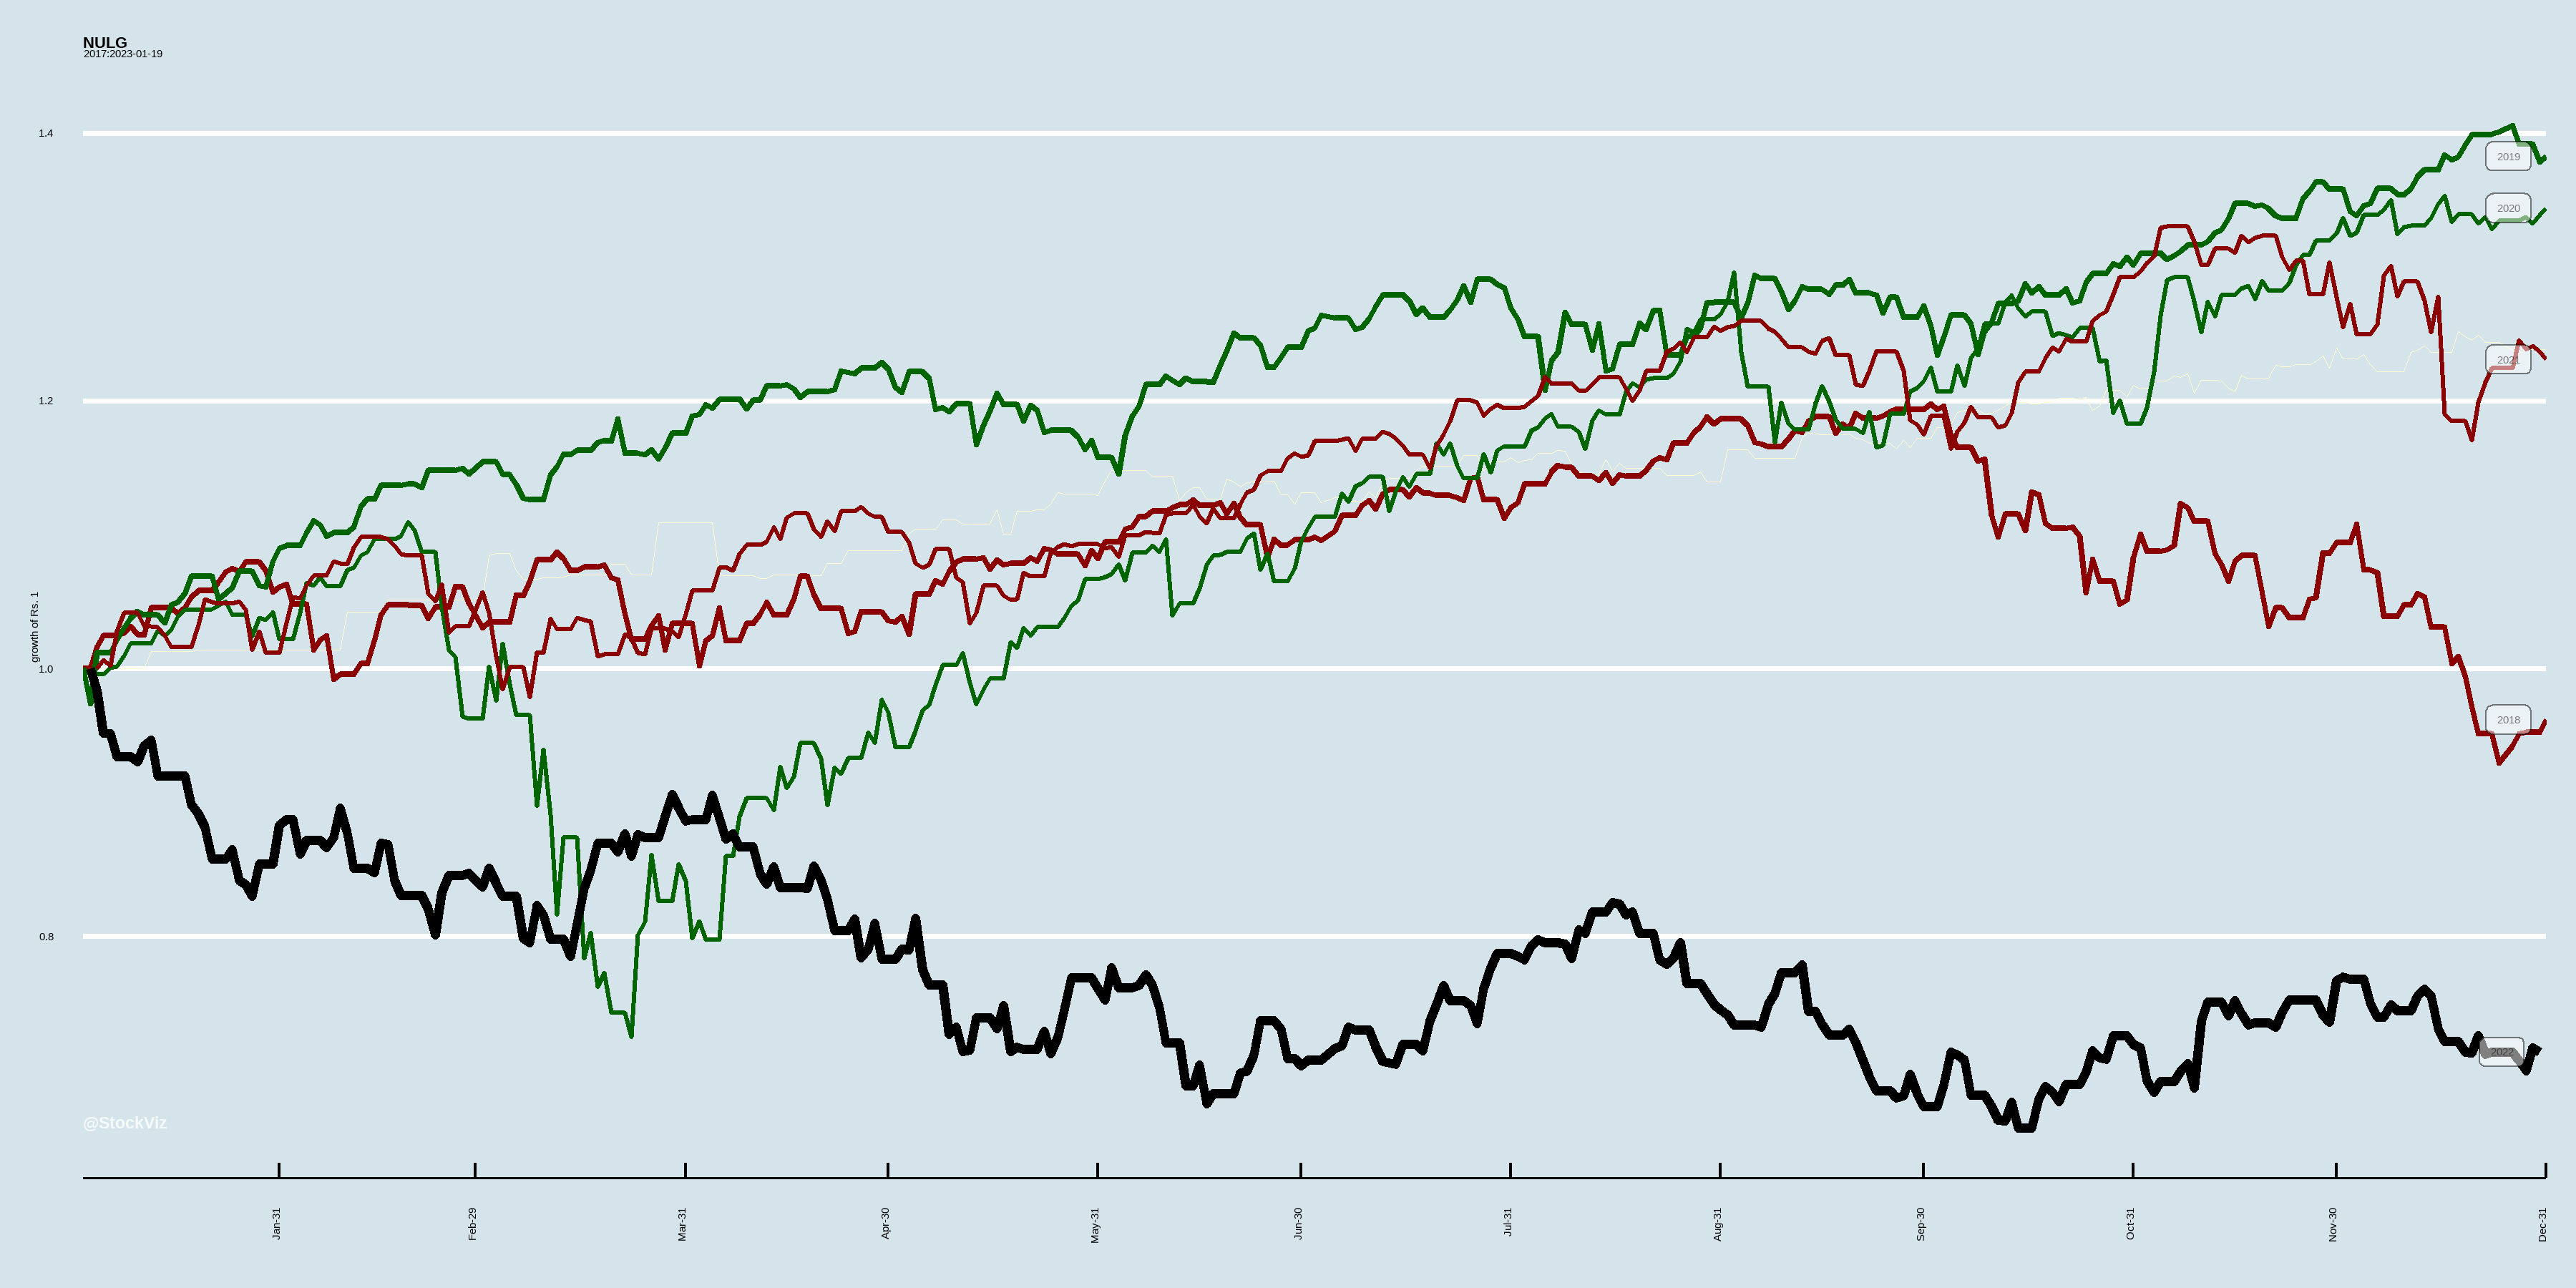 NULG
2017:2023-01-19
1.4
1.2
1.0
0.8
growth of Rs. 1
2019
2020
2021
2018
2022
@StockViz
Jan-31
Feb-29
Mar-31
Apr-30
May-31
Jun-30
Jul-31
Aug-31
Sep-30
Oct-31
Nov-30
Dec-31